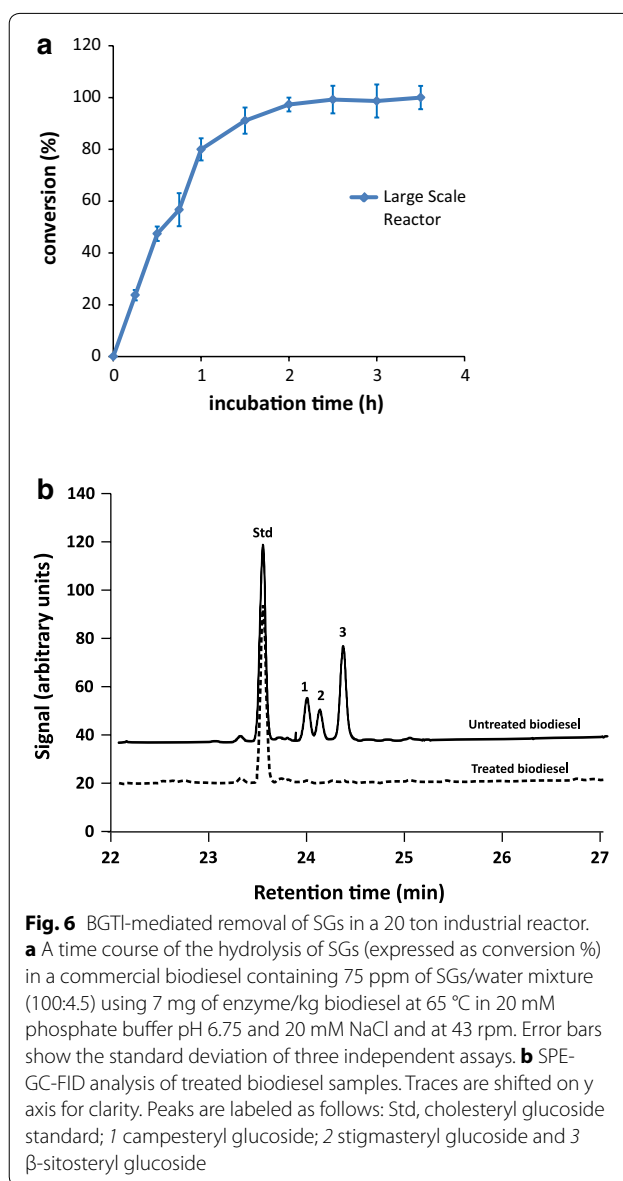 a
120
100
80
60
40
20
0
conversion (%)
Large Scale
Reactor
0
1
2
3
4
incubation time (h)
b
140
120
100
80
60
40
20
0
Signal (arbitrary units)
Std
1
2
3
Untreated biodiesel
Treated biodiesel
22
23
24
25
26
27
Retention time (min)
Fig. 6 BGTl-mediated removal of SGs in a 20 ton industrial reactor.
a A time course of the hydrolysis of SGs (expressed as conversion %)
in a commercial biodiesel containing 75 ppm of SGs/water mixture
(100:4.5) using 7 mg of enzyme/kg biodiesel at 65 °C in 20 mM
phosphate buffer pH 6.75 and 20 mM NaCl and at 43 rpm. Error bars
show the standard deviation of three independent assays. b SPE-
GC-FID analysis of treated biodiesel samples. Traces are shifted on y
axis for clarity. Peaks are labeled as follows: Std, cholesteryl glucoside
standard; 1 campesteryl glucoside; 2 stigmasteryl glucoside and 3
β-sitosteryl glucoside